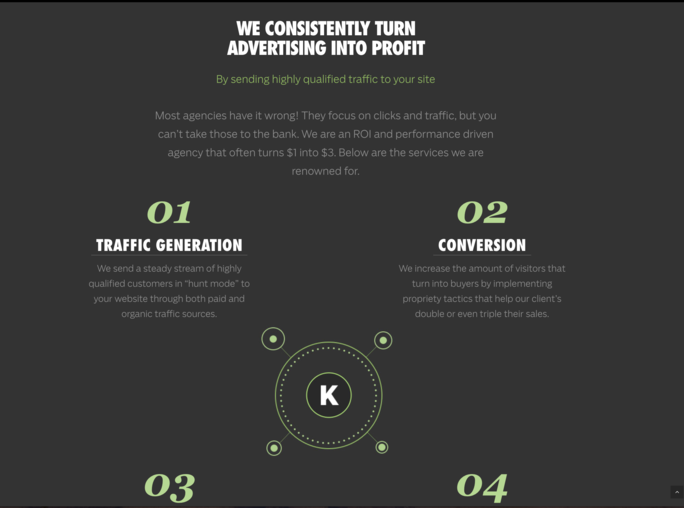 WE CONSISTENTLY TURN
ADVERTISING INTO PROFIT
By sending highly qualified traffic to your site
Most agencies have it wrong! They focus on clicks and traffic, but you
can't take those to the bank. We are an ROI and performance driven
agency that often turns $1 into $3. Below are the services we are
renowned for.
01
TRAFFIC GENERATION
We send a steady stream of highly
qualified customers in "hunt mode" to
your website through both paid and
organic traffic sources.
02
CONVERSION
We increase the amount of visitors that
turn into buyers by implementing
propriety tactics that help our client's
double or even triple their sales.
K
03
04